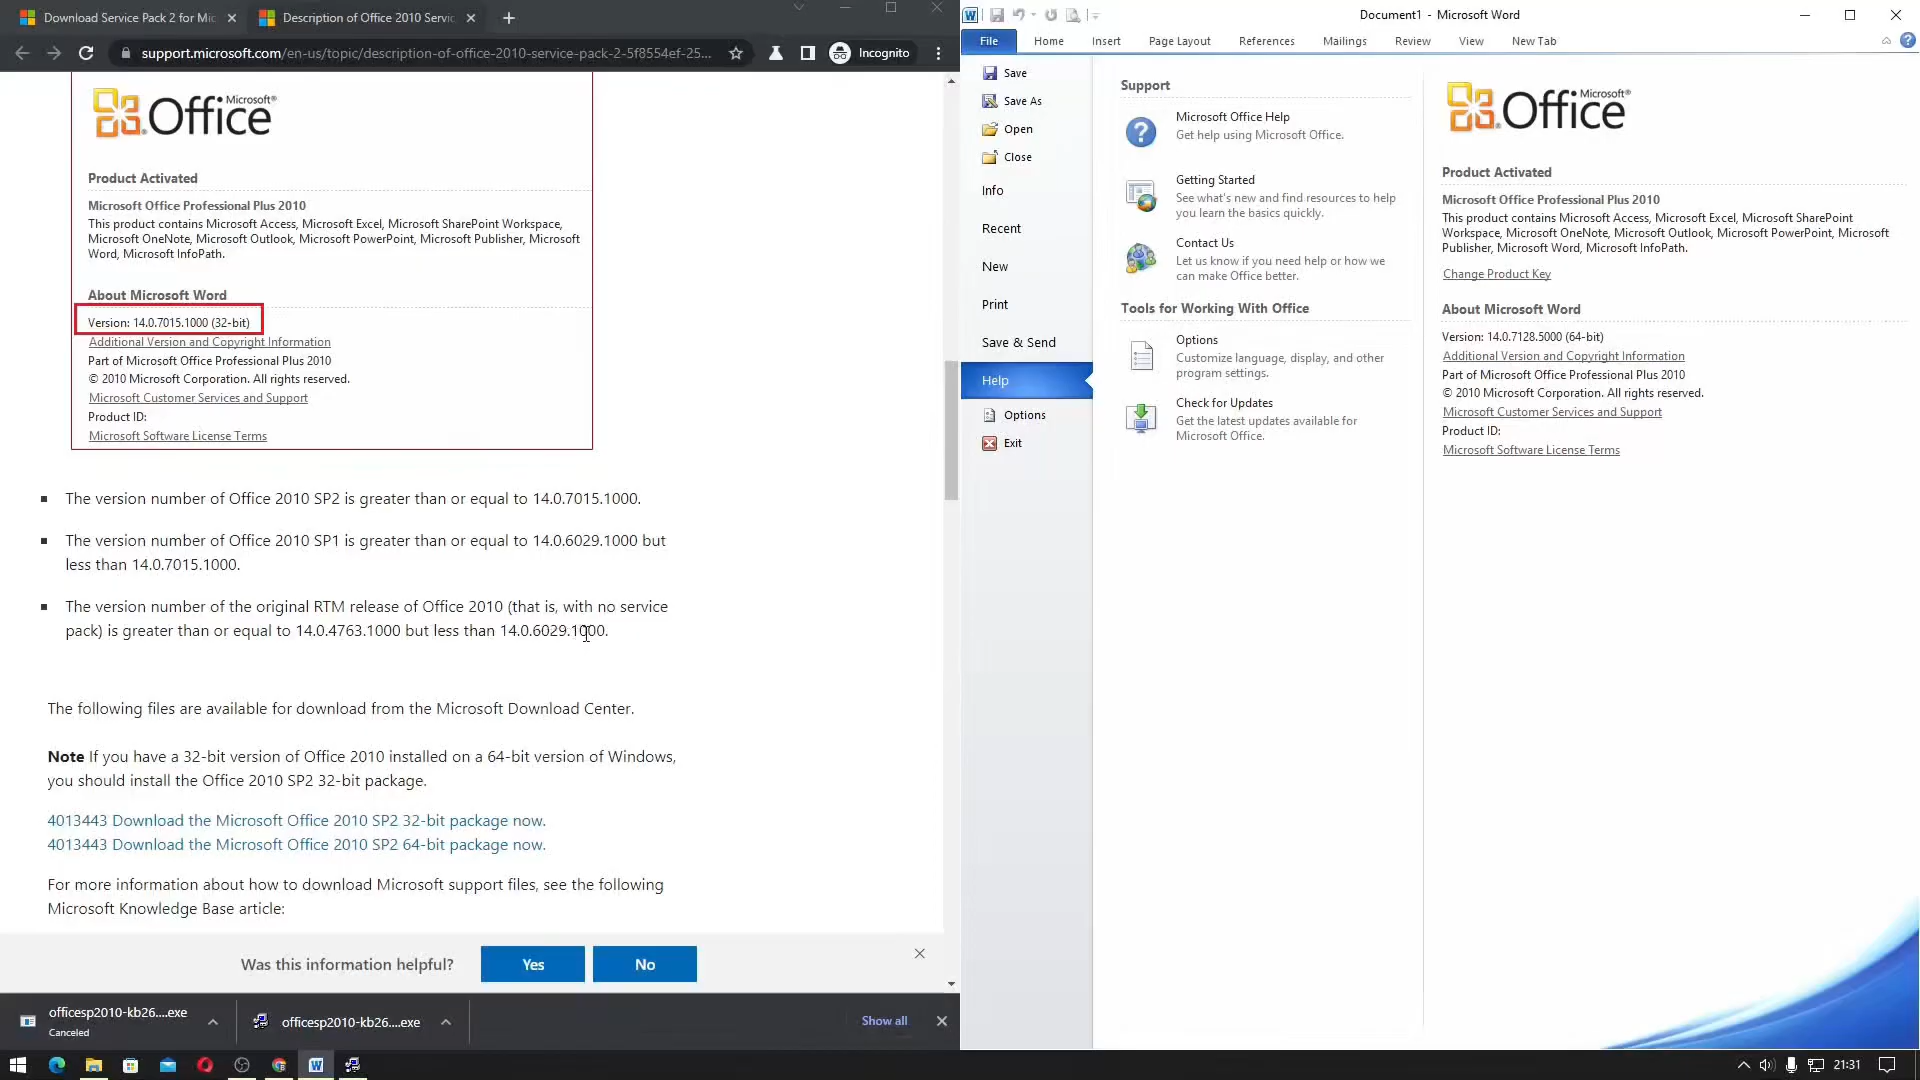 Download Service Pack 2 for Mic
Description of Office 2010 Servic
support.microsoft.com/en-us/topic/description-of-office-2010-service-pack-2-5f8554ef-25...
Incognito
Microsoft®
Office
Product Activated
Microsoft Office Professional Plus 2010
This product contains Microsoft Access, Microsoft Excel, Microsoft SharePoint Workspace,
Microsoft OneNote, Microsoft Outlook, Microsoft PowerPoint, Microsoft Publisher, Microsoft
Word, Microsoft InfoPath.
About Microsoft Word
Version: 14.0.7015.1000 (32-bit)
Additional Version and Copyright Information
Part of Microsoft Office Professional Plus 2010
© 2010 Microsoft Corporation. All rights reserved.
Microsoft Customer Services and Support
Product ID:
Microsoft Software License Terms
▪ The version number of Office 2010 SP2 is greater than or equal to 14.0.7015.1000.
▪ The version number of Office 2010 SP1 is greater than or equal to 14.0.6029.1000 but
less than 14.0.7015.1000.
▪ The version number of the original RTM release of Office 2010 (that is, with no service
pack) is greater than or equal to 14.0.4763.1000 but less than 14.0.6029.1000.
The following files are available for download from the Microsoft Download Center.
Note If you have a 32-bit version of Office 2010 installed on a 64-bit version of Windows,
you should install the Office 2010 SP2 32-bit package.
4013443 Download the Microsoft Office 2010 SP2 32-bit package now.
4013443 Download the Microsoft Office 2010 SP2 64-bit package now.
For more information about how to download Microsoft support files, see the following
Microsoft Knowledge Base article:
Was this information helpful?
Yes
No
officesp2010-kb26....exe
Canceled
officesp2010-kb26....exe
Show all
Document1 - Microsoft Word
File
Home
Insert
Page Layout
References
Mailings
Review
View
New Tab
Save
Save As
Open
Close
Info
Recent
New
Print
Save & Send
Help
Options
Exit
Support
Microsoft Office Help
Get help using Microsoft Office.
Getting Started
See what's new and find resources to help
you learn the basics quickly.
Contact Us
Let us know if you need help or how we
can make Office better.
Tools for Working With Office
Options
Customize language, display, and other
program settings.
Check for Updates
Get the latest updates available for
Microsoft Office.
Microsoft®
Office
Product Activated
Microsoft Office Professional Plus 2010
This product contains Microsoft Access, Microsoft Excel, Microsoft SharePoint
Workspace, Microsoft OneNote, Microsoft Outlook, Microsoft PowerPoint, Microsoft
Publisher, Microsoft Word, Microsoft InfoPath.
Change Product Key
About Microsoft Word
Version: 14.0.7128.5000 (64-bit)
Additional Version and Copyright Information
Part of Microsoft Office Professional Plus 2010
© 2010 Microsoft Corporation. All rights reserved.
Microsoft Customer Services and Support
Product ID:
Microsoft Software License Terms
21:31